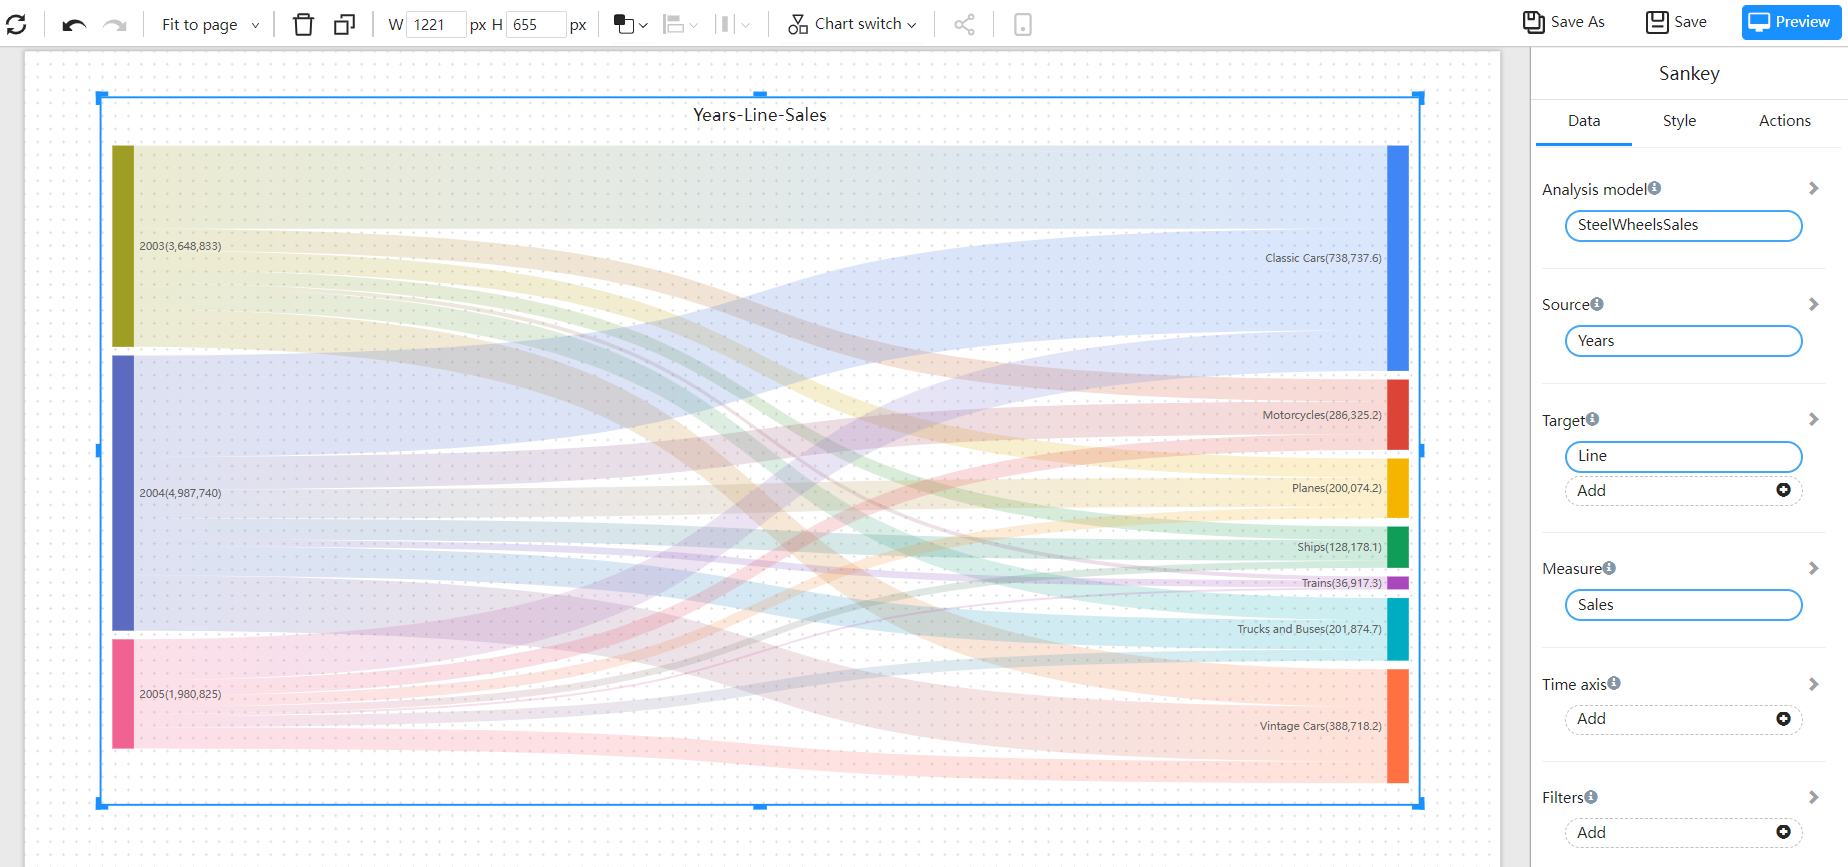 Fit to page
W 1221 px H 655 px
Chart switch
Save As
Save
Preview
Years-Line-Sales
2003(3,648,833)
2004(4,987,740)
2005(1,980,825)
Classic Cars(738,737.6)
Motorcycles(286,325.2)
Planes(200,074.2)
Ships(128,178.1)
Trains(36,917.3)
Trucks and Buses(201,874.7)
Vintage Cars(388,718.2)
Sankey
Data Style Actions
Analysis model
SteelWheelsSales
Source
Years
Target
Line
Add
Measure
Sales
Time axis
Add
Filters
Add